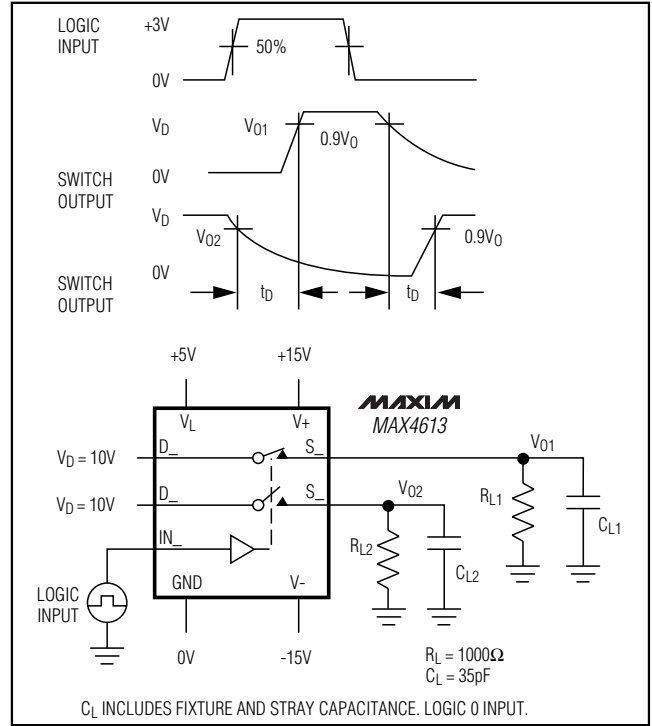 LOGIC INPUT
+3V
50%
0V
V_D
V_O1
0.9V_O
0V
SWITCH OUTPUT
V_D
V_O2
0.9V_O
0V
SWITCH OUTPUT
t_D
t_D
+5V
+15V
V_L
V+
MAXIM
MAX4613
V_D = 10V
D_
S_
V_O1
V_D = 10V
D_
S_
V_O2
R_L1
C_L1
IN_
R_L2
C_L2
LOGIC INPUT
GND
V-
0V
-15V
R_L = 1000Ω
C_L = 35pF
C_L INCLUDES FIXTURE AND STRAY CAPACITANCE. LOGIC 0 INPUT.